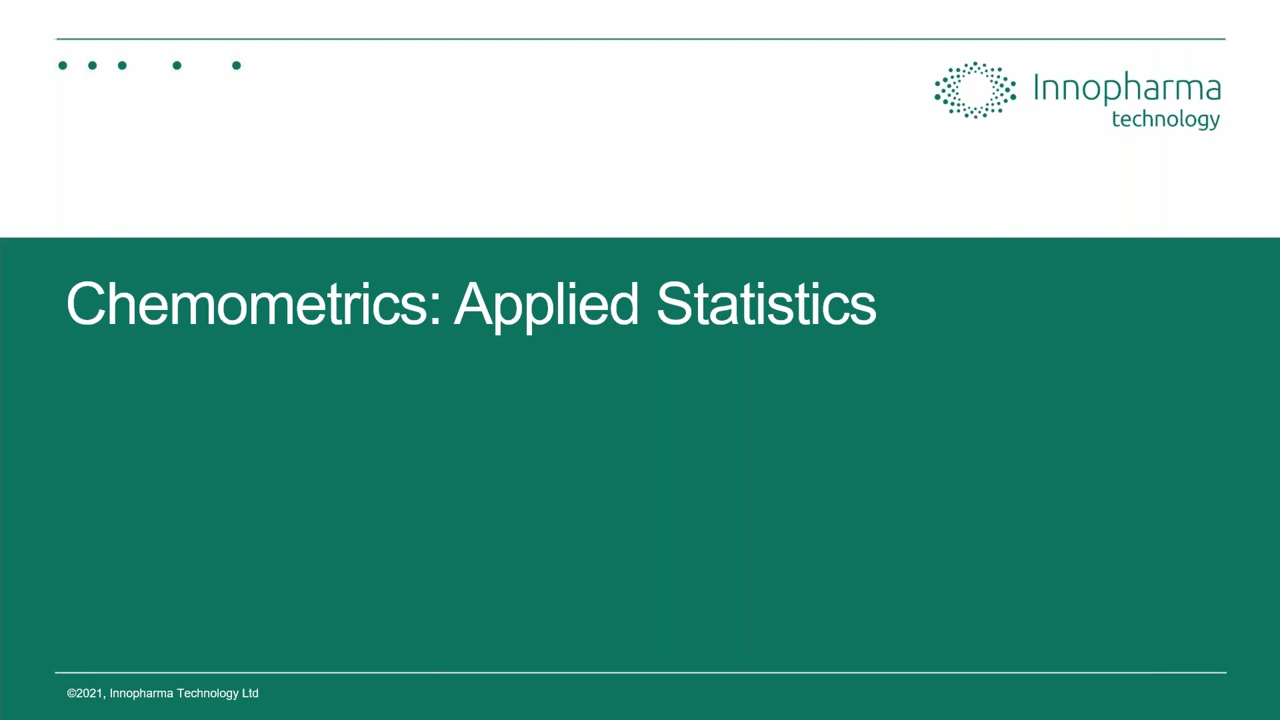 Innopharma
technology
Chemometrics: Applied Statistics
©2021, Innopharma Technology Ltd